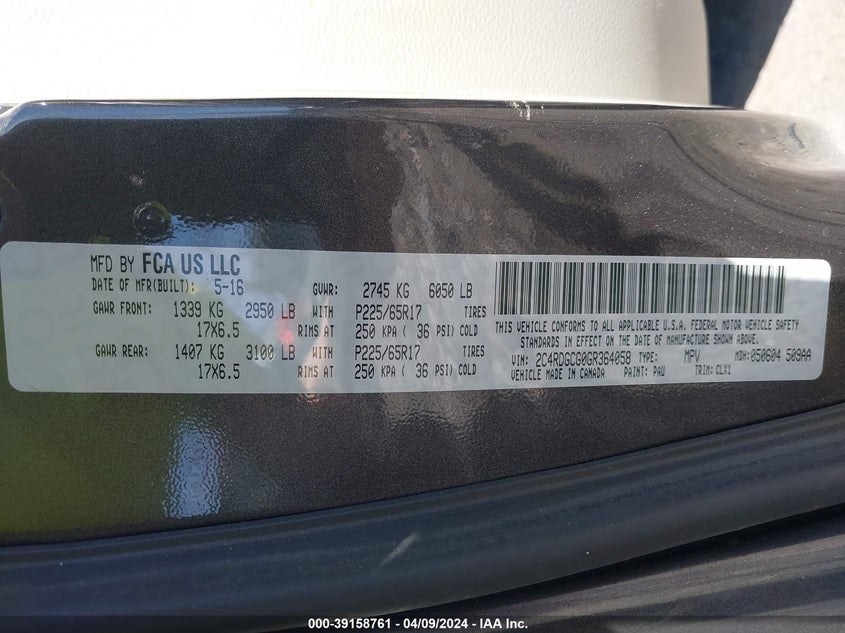 MFD BY FCA US LLC
DATE OF MFR(BUILT): 5-16 GVWR: 2745 KG 6050 LB
GAWR FRONT: 1339 KG 2950 LB WITH P225/65R17 TIRES
17X6.5 RIMS AT 250 KPA ( 36 PSI) COLD
GAWR REAR: 1407 KG 3100 LB WITH P225/65R17 TIRES
17X6.5 RIMS AT 250 KPA ( 36 PSI) COLD
THIS VEHICLE CONFORMS TO ALL APPLICABLE U.S.A. FEDERAL MOTOR VEHICLE SAFETY
STANDARDS IN EFFECT ON THE DATE OF MANUFACTURE SHOWN ABOVE.
VIN: 2C4RDGCG0GR364058 TYPE: MPV MDH: 050604 509AA
VEHICLE MADE IN CANADA PAINT: PAU TRIM: CLX1
000-39158761 - 04/09/2024 - IAA Inc.